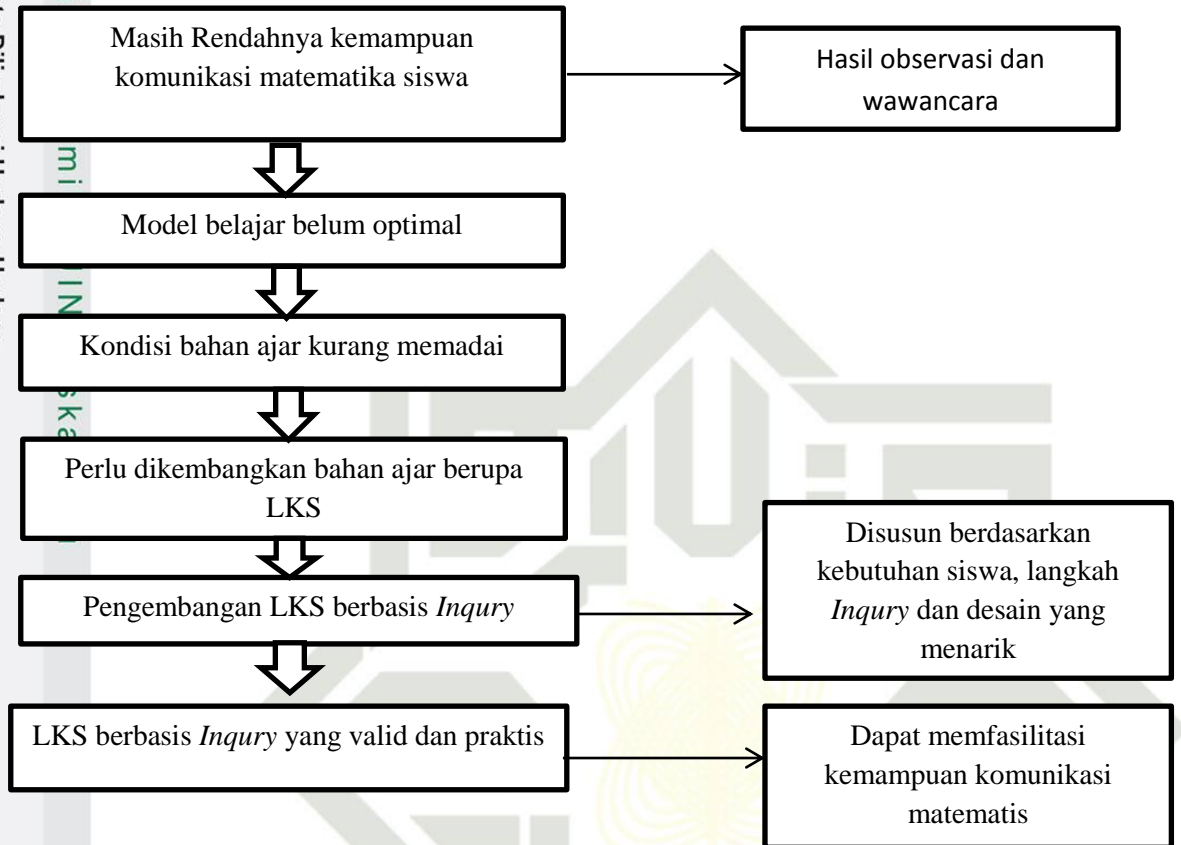 Masih Rendahnya kemampuan
komunikasi matematika siswa
Hasil observasi dan
wawancara
Model belajar belum optimal
Kondisi bahan ajar kurang memadai
Perlu dikembangkan bahan ajar berupa
LKS
Pengembangan LKS berbasis Inqury
Disusun berdasarkan
kebutuhan siswa, langkah
Inqury dan desain yang
menarik
LKS berbasis Inqury yang valid dan praktis
Dapat memfasilitasi
kemampuan komunikasi
matematis